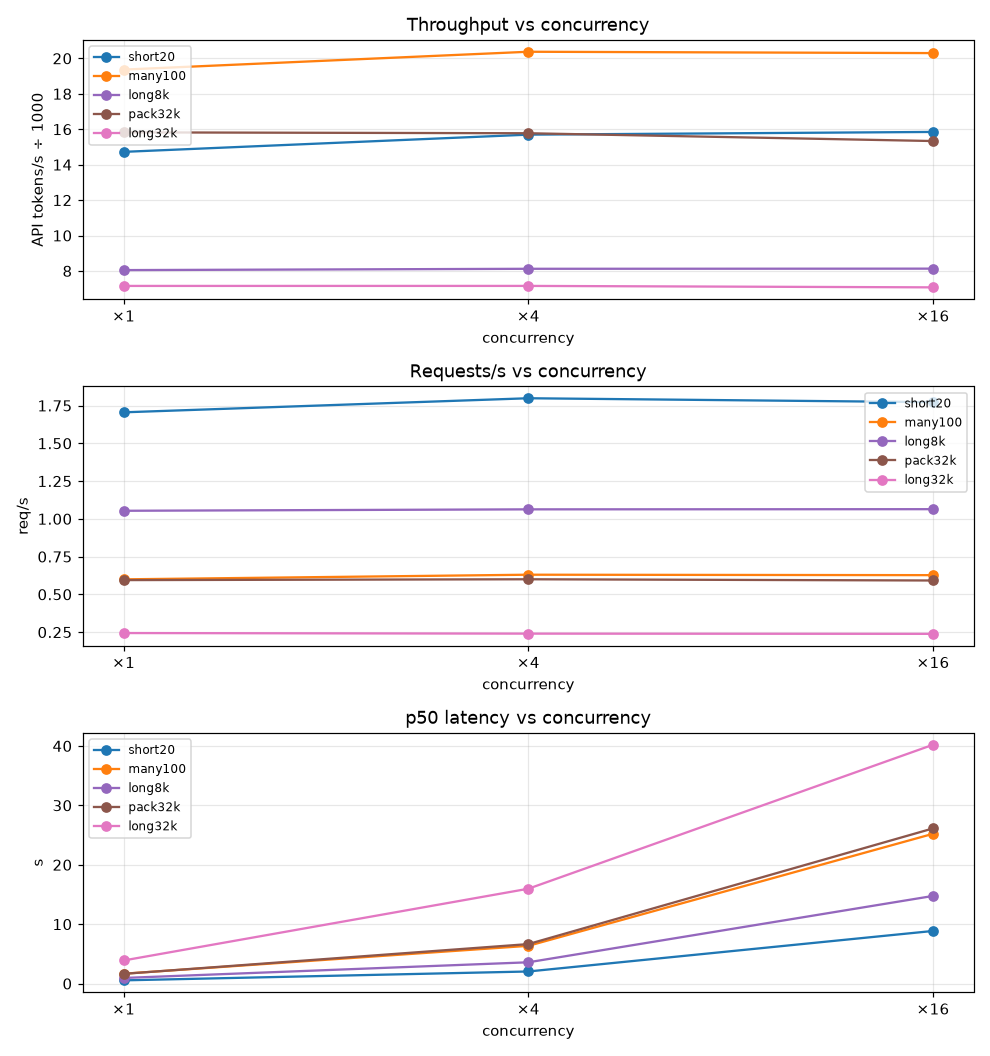 Throughput vs concurrency
API tokens/s ÷ 1000
20
18
16
14
12
10
8
short20
many100
long8k
pack32k
long32k
×1
×4
×16
concurrency
Requests/s vs concurrency
req/s
1.75
1.50
1.25
1.00
0.75
0.50
0.25
short20
many100
long8k
pack32k
long32k
×1
×4
×16
concurrency
p50 latency vs concurrency
s
40
30
20
10
0
short20
many100
long8k
pack32k
long32k
×1
×4
×16
concurrency